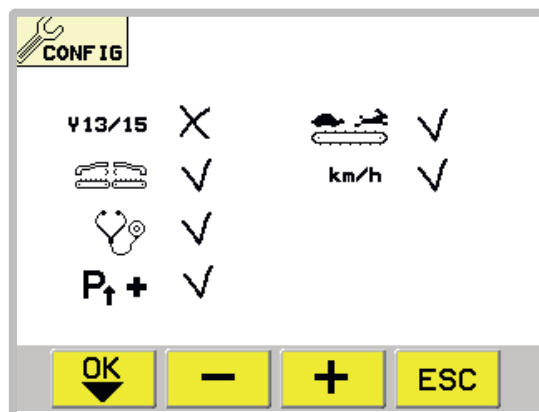 CONFIG
Y13/15
km/h
P↑ +
OK
− + ESC